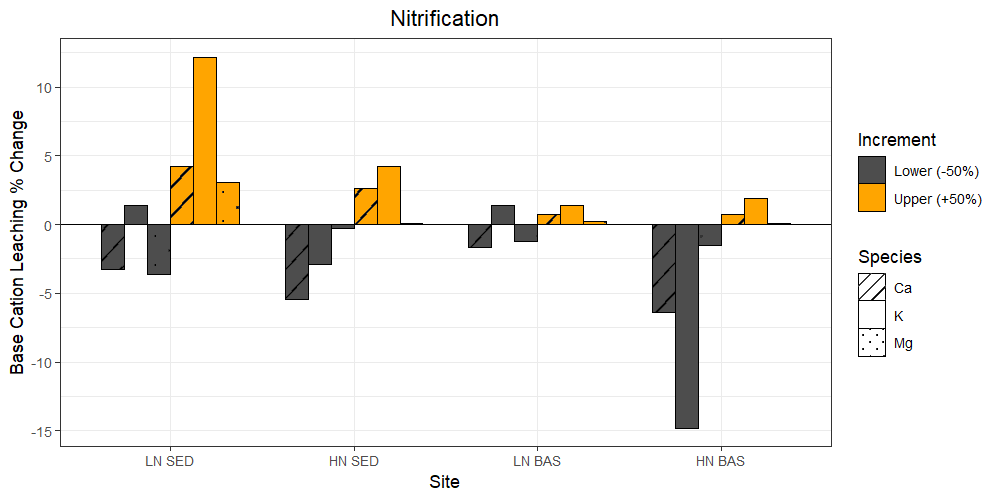 Nitrification
Base Cation Leaching % Change
10
5
0
-5
-10
-15
LN SED
HN SED
LN BAS
HN BAS
Site
Increment
Lower (-50%)
Upper (+50%)
Species
Ca
K
Mg